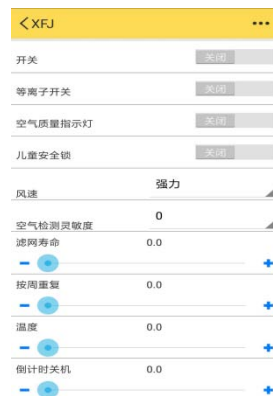 XFJ
开关 关闭
等离子开关 关闭
空气质量指示灯 关闭
儿童安全锁 关闭
风速 强力
空气检测灵敏度 0
滤网寿命 0.0
按周重复 0.0
温度 0.0
倒计时关机 0.0